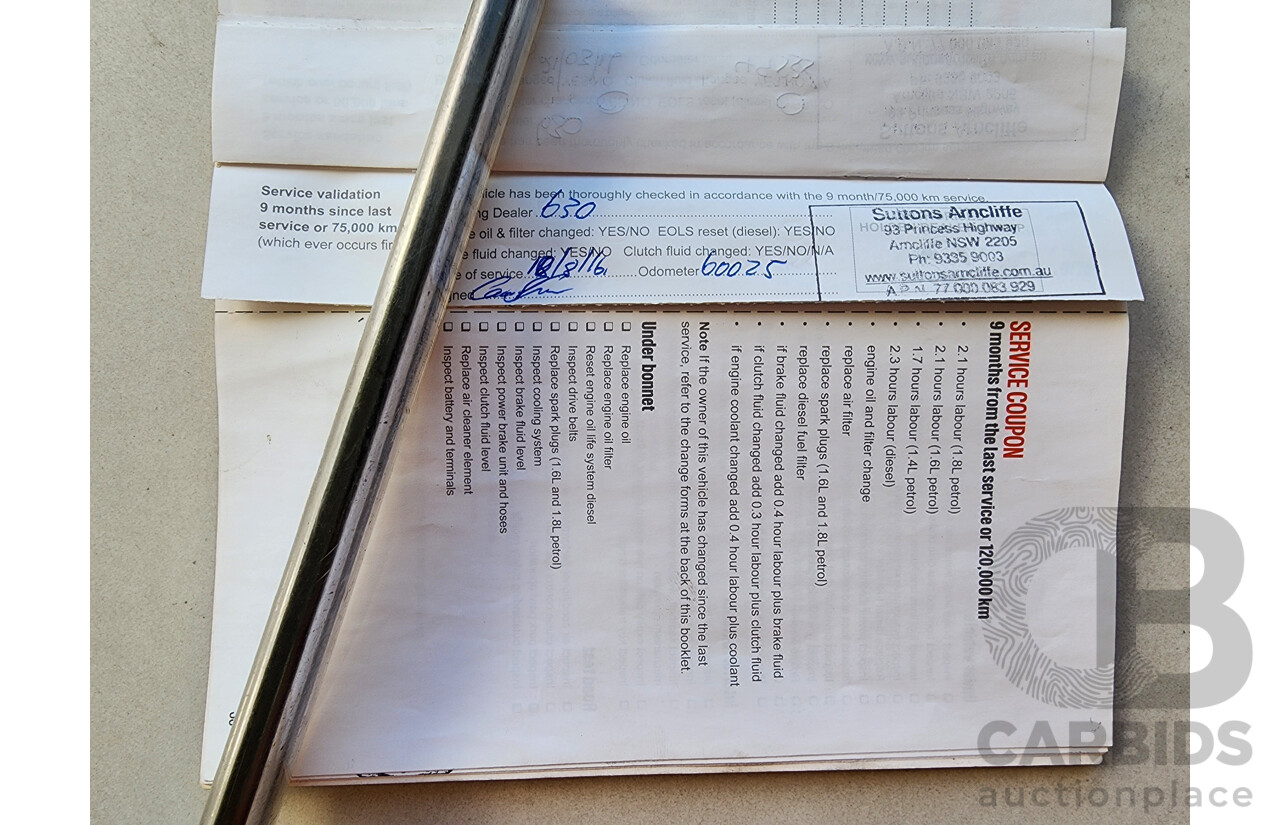 Service validation
9 months since last
service or 75,000 km
(which ever occurs
has been thoroughly checked in accordance with the 9 month/75,000 km service.
Dealer 630
oil & filter changed: YES/NO EOLS reset (diesel): YES/NO
fluid changed: YES/NO Clutch fluid changed: YES/NO/N/A
of service /8/16 Odometer 60025
Suttons Arncliffe
93 Princess Highway
Arncliffe NSW 2205
Ph: 9335 9003
www.suttonsarncliffe.com.au
A.B.N. 77 000 083 929
SERVICE COUPON
9 months from the last service or 120,000 km
• 2.1 hours labour (1.8L petrol)
• 2.1 hours labour (1.6L petrol)
• 1.7 hours labour (1.4L petrol)
• 2.3 hours labour (diesel)
• engine oil and filter change
• replace air filter
• replace spark plugs (1.6L and 1.8L petrol)
• replace diesel fuel filter
• if brake fluid changed add 0.4 hour labour plus brake fluid
• if clutch fluid changed add 0.3 hour labour plus clutch fluid
• if engine coolant changed add 0.4 hour labour plus coolant
Note If the owner of this vehicle has changed since the last
service, refer to the change forms at the back of this booklet.
Under bonnet
❑ Replace engine oil
❑ Replace engine oil filter
❑ Reset engine oil life system diesel
❑ Inspect drive belts
❑ Replace spark plugs (1.6L and 1.8L petrol)
❑ Inspect cooling system
❑ Inspect brake fluid level
❑ Inspect power brake unit and hoses
❑ Inspect clutch fluid level
❑ Replace air cleaner element
❑ Inspect battery and terminals
CB
CARBIDS
auctionplace